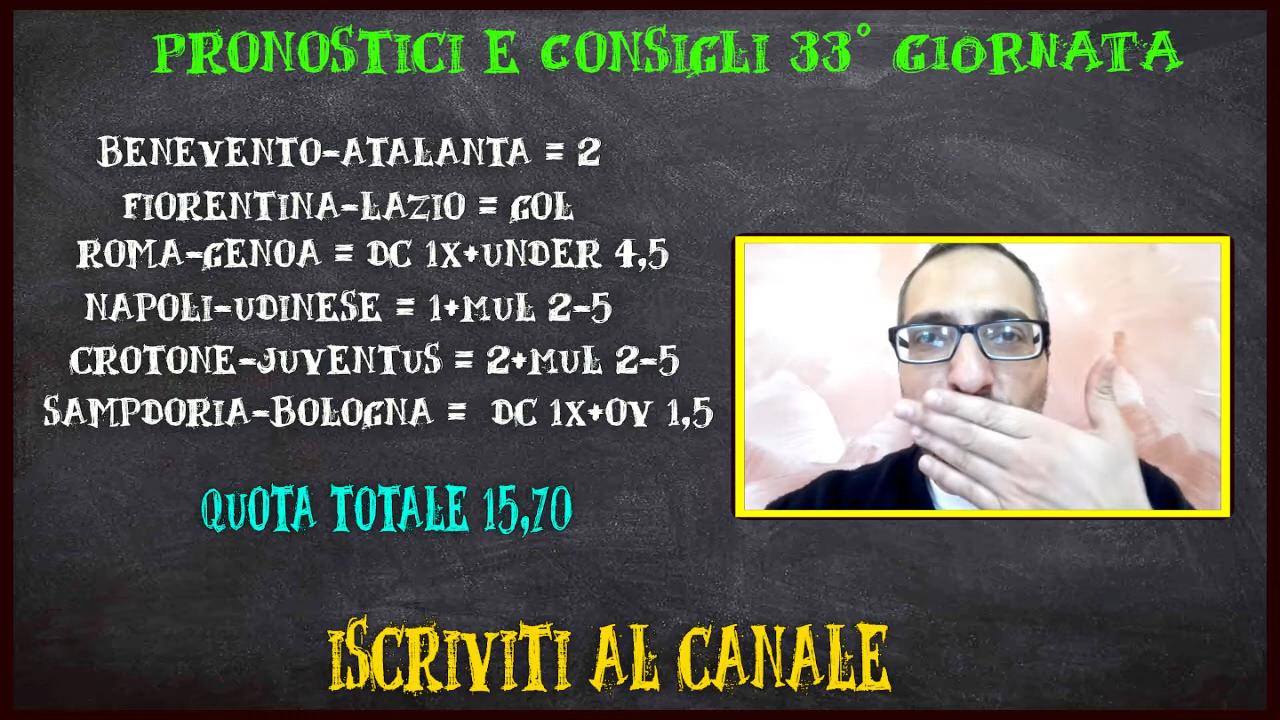 PRONOSTICI E CONSIGLI 33° GIORNATA
BENEVENTO-ATALANTA = 2
FIORENTINA-LAZIO = GOL
ROMA-GENOA = DC 1X+UNDER 4,5
NAPOLI-UDINESE = 1+MUL 2-5
CROTONE-JUVENTUS = 2+MUL 2-5
SAMPDORIA-BOLOGNA = DC 1X+OV 1,5
QUOTA TOTALE 15,70
ISCRIVITI AL CANALE